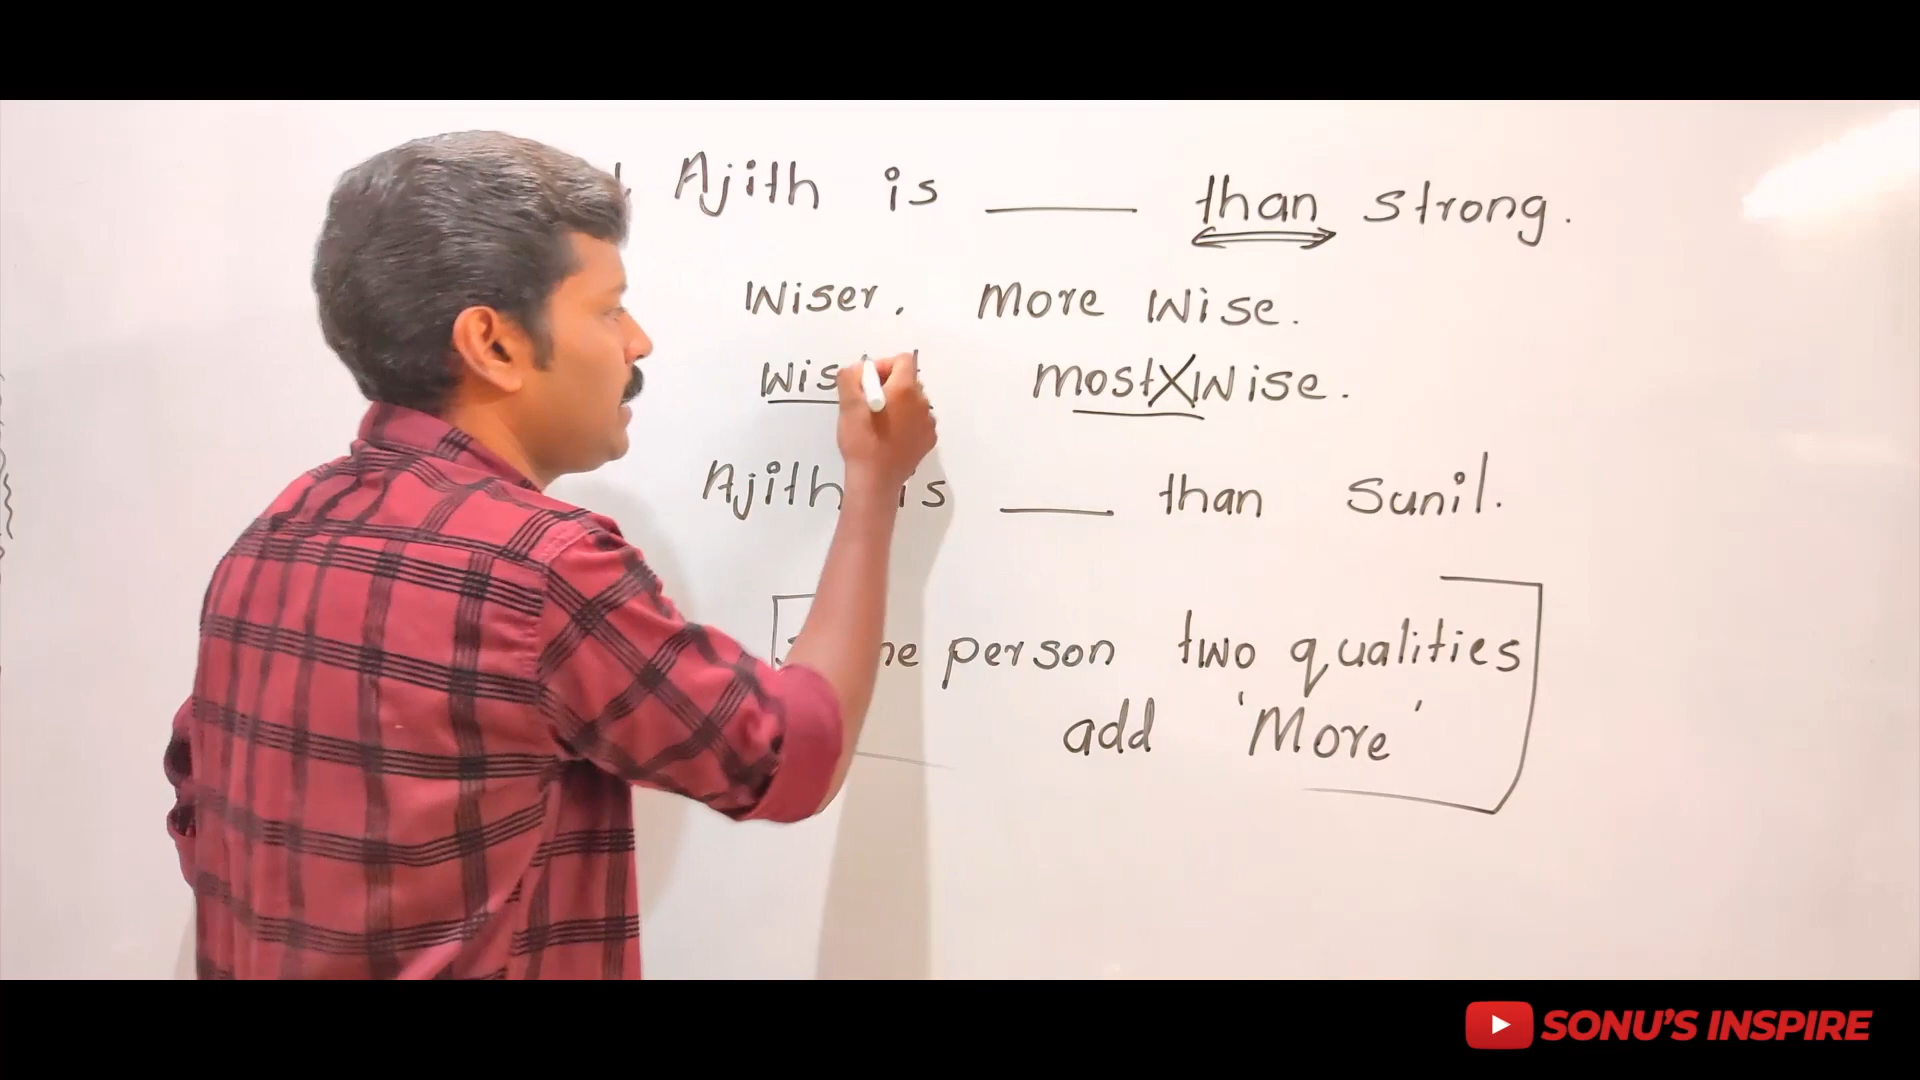 Ajith is ____ than strong.
Wiser. More Wise.
most Wise.
Ajith is ____ than Sunil.
person two qualities
add 'More'
SONU'S INSPIRE